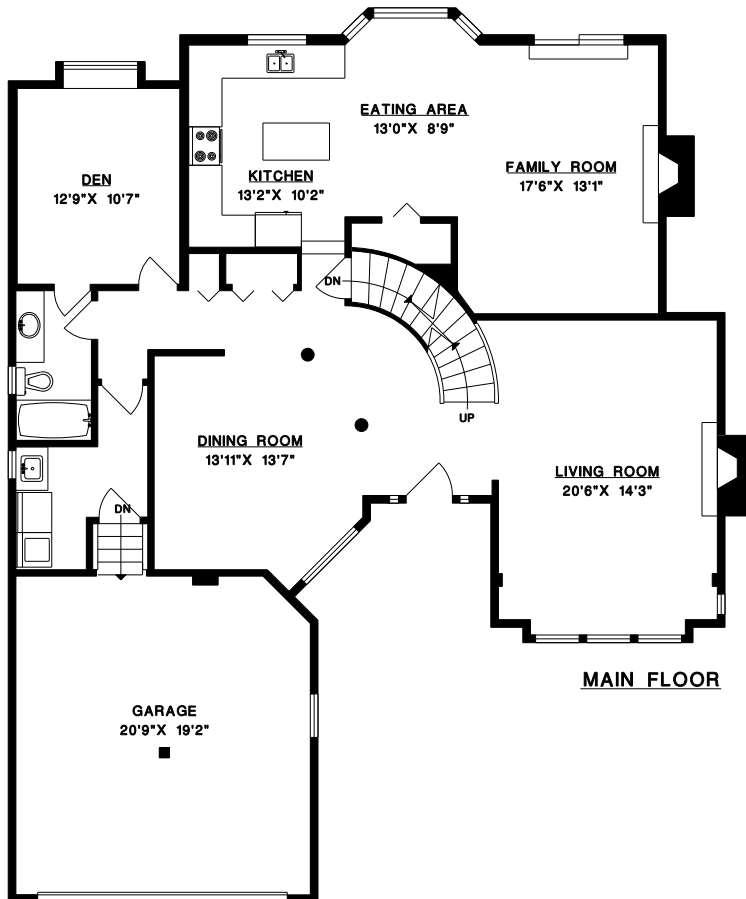 EATING AREA
13'0"X 8'9"
DEN
12'9"X 10'7"
KITCHEN
13'2"X 10'2"
FAMILY ROOM
17'6"X 13'1"
DN
UP
DINING ROOM
13'11"X 13'7"
LIVING ROOM
20'6"X 14'3"
DN
MAIN FLOOR
GARAGE
20'9"X 19'2"